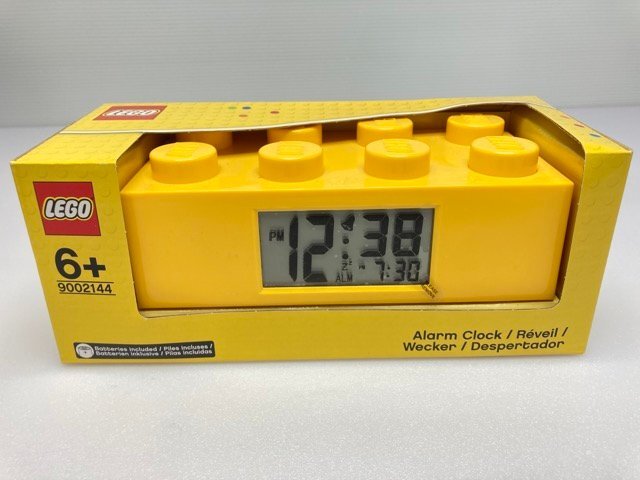 LEGO
LEGO
6+
9002144
PM 12:38
ALM 7:30
Batteries included / Piles incluses /
Batterien inklusive / Pilas incluidas
Alarm Clock / Réveil /
Wecker / Despertador